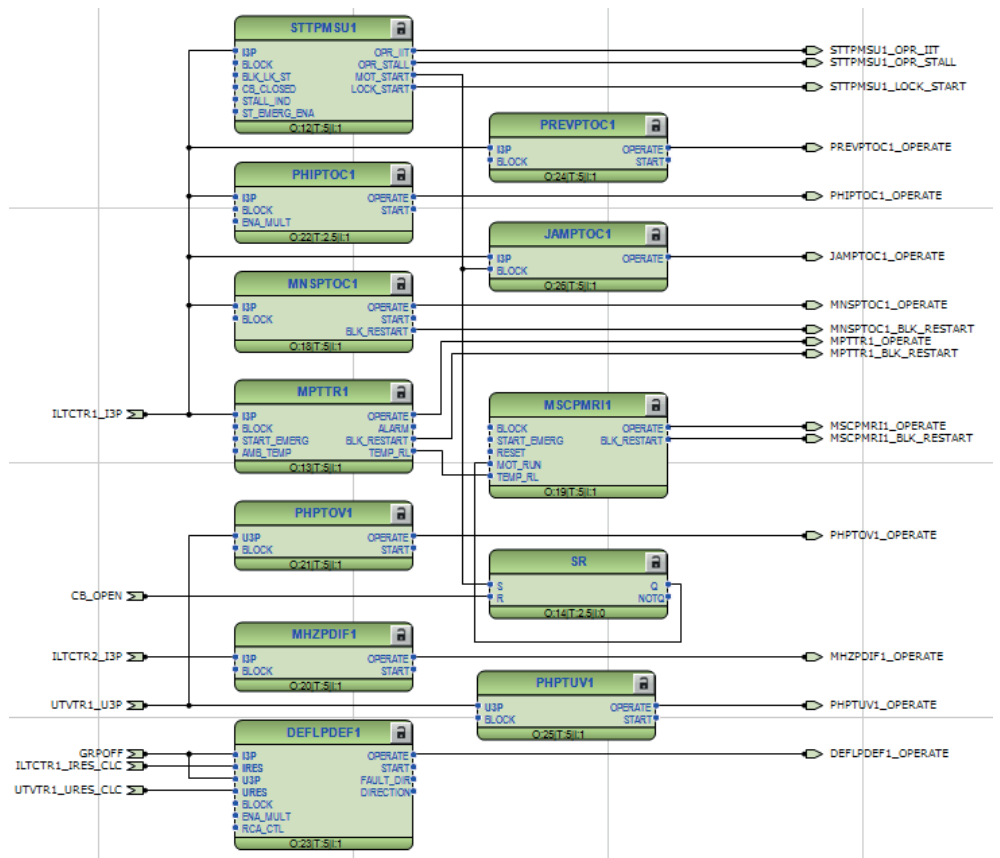 STTPMSU1
I3P OPR_IIT
BLOCK OPR_STALL
BLK_LK_ST MOT_START
CB_CLOSED LOCK_START
STALL_IND
ST_EMERG_ENA
O:12|T:5|I:1
STTPMSU1_OPR_IIT
STTPMSU1_OPR_STALL
STTPMSU1_LOCK_START
PREVPTOC1
I3P OPERATE
BLOCK START
O:24|T:5|I:1
PREVPTOC1_OPERATE
PHIPTOC1
I3P OPERATE
BLOCK START
ENA_MULT
O:22|T:2.5|I:1
PHIPTOC1_OPERATE
JAMPTOC1
I3P OPERATE
BLOCK
O:26|T:5|I:1
JAMPTOC1_OPERATE
MNSPTOC1
I3P OPERATE
BLOCK START
BLK_RESTART
O:18|T:5|I:1
MNSPTOC1_OPERATE
MNSPTOC1_BLK_RESTART
MPTTR1_OPERATE
MPTTR1_BLK_RESTART
ILTCTR1_I3P
MPTTR1
I3P OPERATE
BLOCK ALARM
START_EMERG BLK_RESTART
AMB_TEMP TEMP_RL
O:13|T:5|I:1
MSCPMRI1
BLOCK OPERATE
START_EMERG BLK_RESTART
RESET
MOT_RUN
TEMP_RL
O:19|T:5|I:1
MSCPMRI1_OPERATE
MSCPMRI1_BLK_RESTART
PHPTOV1
U3P OPERATE
BLOCK START
O:21|T:5|I:1
PHPTOV1_OPERATE
CB_OPEN
SR
S Q
R NOTQ
O:14|T:2.5|I:0
ILTCTR2_I3P
MHZPDIF1
I3P OPERATE
BLOCK START
O:20|T:5|I:1
MHZPDIF1_OPERATE
UTVTR1_U3P
PHPTUV1
U3P OPERATE
BLOCK START
O:25|T:5|I:1
PHPTUV1_OPERATE
GRPOFF
ILTCTR1_IRES_CLC
UTVTR1_URES_CLC
DEFLPDEF1
I3P OPERATE
IRES START
U3P FAULT_DIR
URES DIRECTION
BLOCK
ENA_MULT
RCA_CTL
O:23|T:5|I:1
DEFLPDEF1_OPERATE